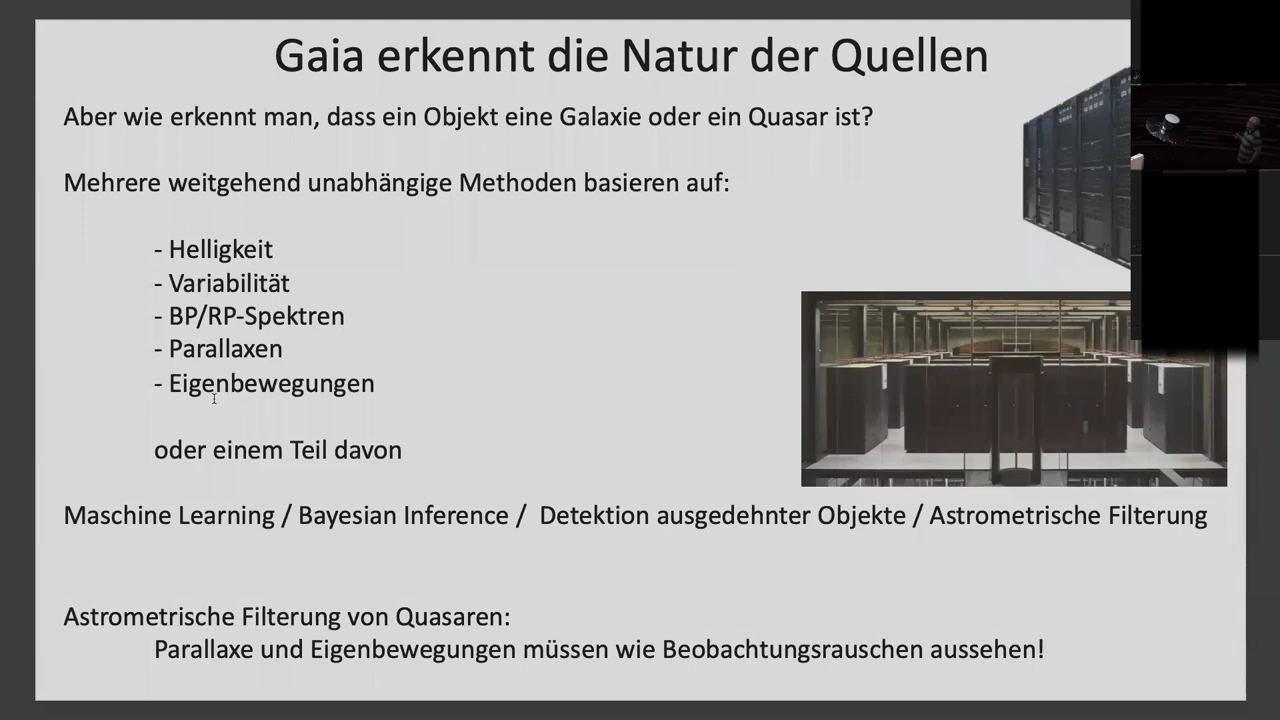 Gaia erkennt die Natur der Quellen
Aber wie erkennt man, dass ein Objekt eine Galaxie oder ein Quasar ist?
Mehrere weitgehend unabhängige Methoden basieren auf:
- Helligkeit
- Variabilität
- BP/RP-Spektren
- Parallaxen
- Eigenbewegungen
oder einem Teil davon
Maschine Learning / Bayesian Inference / Detektion ausgedehnter Objekte / Astrometrische Filterung
Astrometrische Filterung von Quasaren:
Parallaxe und Eigenbewegungen müssen wie Beobachtungsrauschen aussehen!